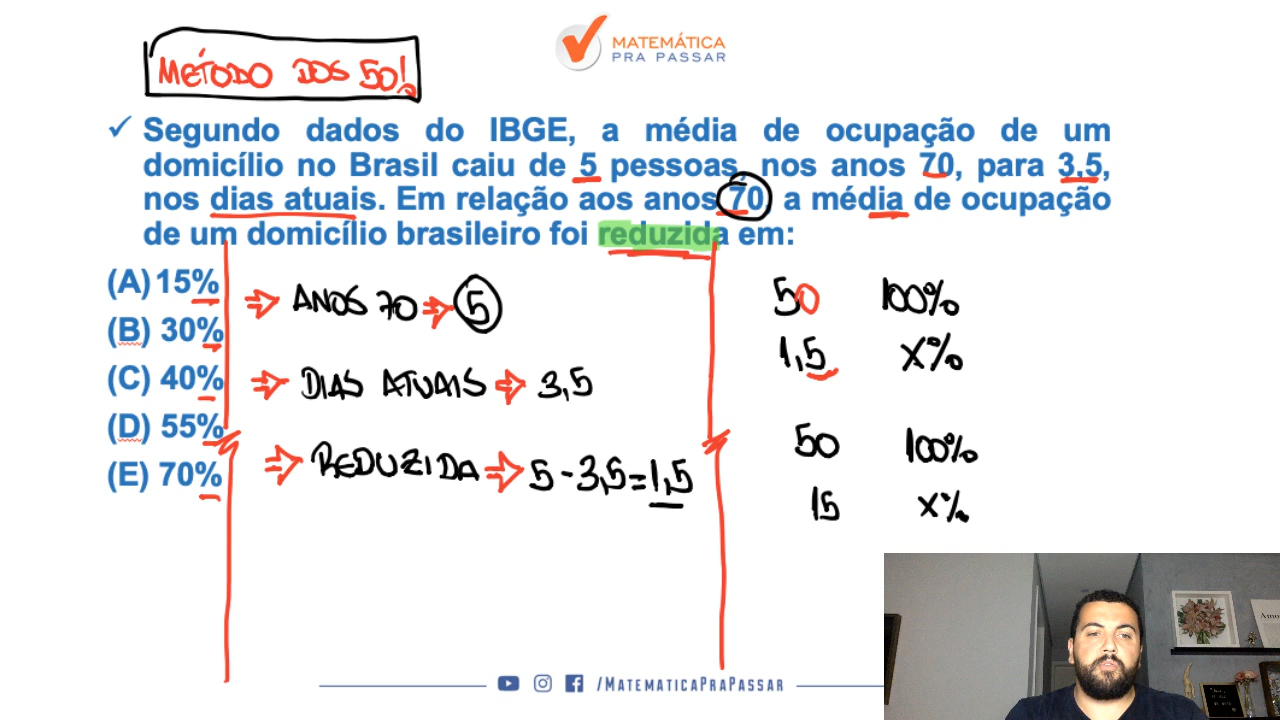 MATEMÁTICA
PRA PASSAR
MÉTODO DOS 50!
Segundo dados do IBGE, a média de ocupação de um
domicílio no Brasil caiu de 5 pessoas, nos anos 70, para 3,5,
nos dias atuais. Em relação aos anos 70 a média de ocupação
de um domicílio brasileiro foi reduzida em:
(A) 15%
(B) 30%
(C) 40%
(D) 55%
(E) 70%
⇒ ANOS 70 ⇒ 5
⇒ DIAS ATUAIS ⇒ 3,5
⇒ REDUZIDA ⇒ 5 - 3,5 = 1,5
50 100%
1,5 X%
50 100%
15 X%
/MatematicaPraPassar